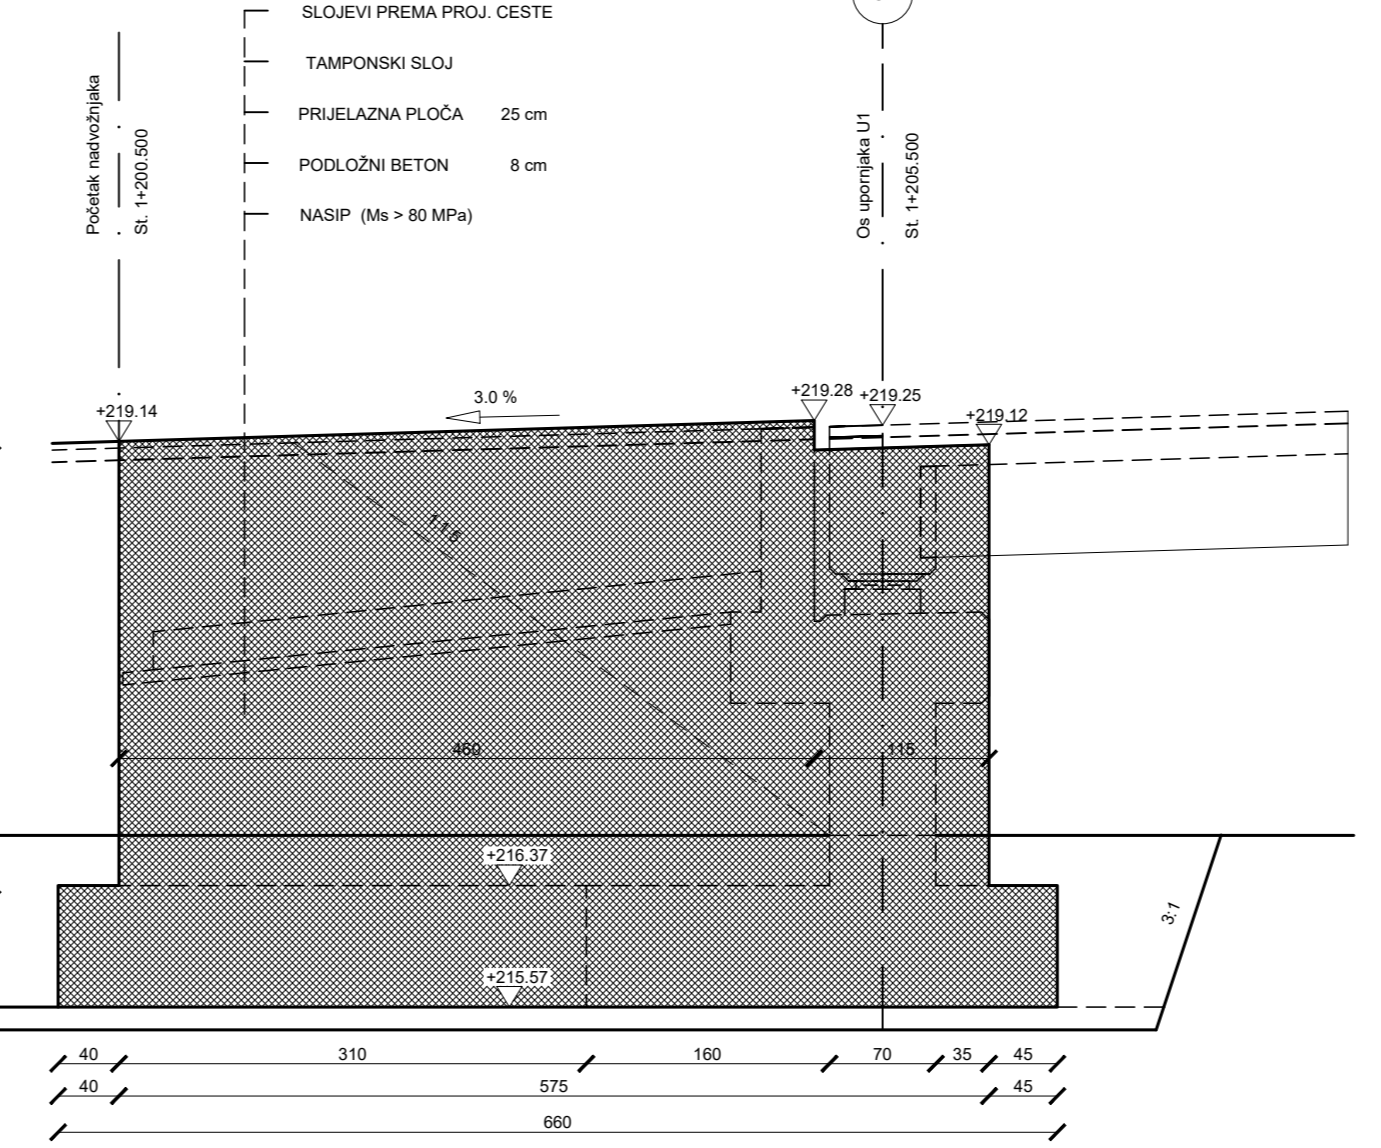 SLOJEVI PREMA PROJ. CESTE
TAMPONSKI SLOJ
PRIJELAZNA PLOČA 25 cm
PODLOŽNI BETON 8 cm
NASIP (Ms > 80 MPa)
Početak nadvožnjaka
St. 1+200.500
Os upornjaka U1
St. 1+205.500
+219.14
3.0 %
+219.28
+219.25
+219.12
460
115
+216.37
+215.57
3:1
40 310 160 70 35 45
40 575 45
660